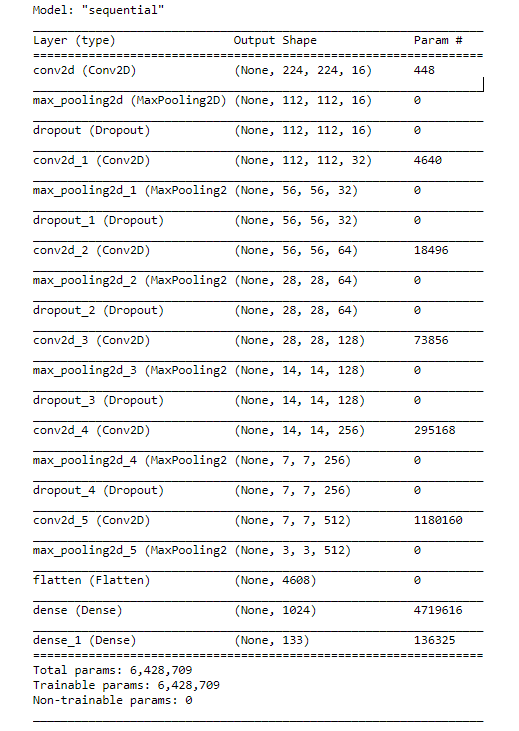 Model: "sequential"
Layer (type) Output Shape Param #
conv2d (Conv2D) (None, 224, 224, 16) 448
max_pooling2d (MaxPooling2D) (None, 112, 112, 16) 0
dropout (Dropout) (None, 112, 112, 16) 0
conv2d_1 (Conv2D) (None, 112, 112, 32) 4640
max_pooling2d_1 (MaxPooling2 (None, 56, 56, 32) 0
dropout_1 (Dropout) (None, 56, 56, 32) 0
conv2d_2 (Conv2D) (None, 56, 56, 64) 18496
max_pooling2d_2 (MaxPooling2 (None, 28, 28, 64) 0
dropout_2 (Dropout) (None, 28, 28, 64) 0
conv2d_3 (Conv2D) (None, 28, 28, 128) 73856
max_pooling2d_3 (MaxPooling2 (None, 14, 14, 128) 0
dropout_3 (Dropout) (None, 14, 14, 128) 0
conv2d_4 (Conv2D) (None, 14, 14, 256) 295168
max_pooling2d_4 (MaxPooling2 (None, 7, 7, 256) 0
dropout_4 (Dropout) (None, 7, 7, 256) 0
conv2d_5 (Conv2D) (None, 7, 7, 512) 1180160
max_pooling2d_5 (MaxPooling2 (None, 3, 3, 512) 0
flatten (Flatten) (None, 4608) 0
dense (Dense) (None, 1024) 4719616
dense_1 (Dense) (None, 133) 136325
Total params: 6,428,709
Trainable params: 6,428,709
Non-trainable params: 0